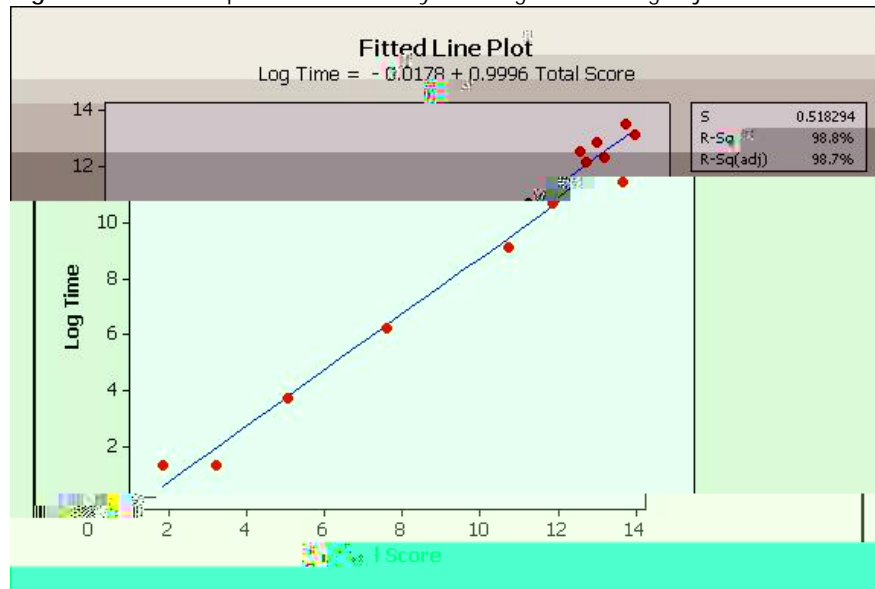 Fitted Line Plot
Log Time = - 0.0178 + 0.9996 Total Score
S 0.518294
R-Sq 98.8%
R-Sq(adj) 98.7%
14
12
10
8
6
4
2
Log Time
0 2 4 6 8 10 12 14
Score